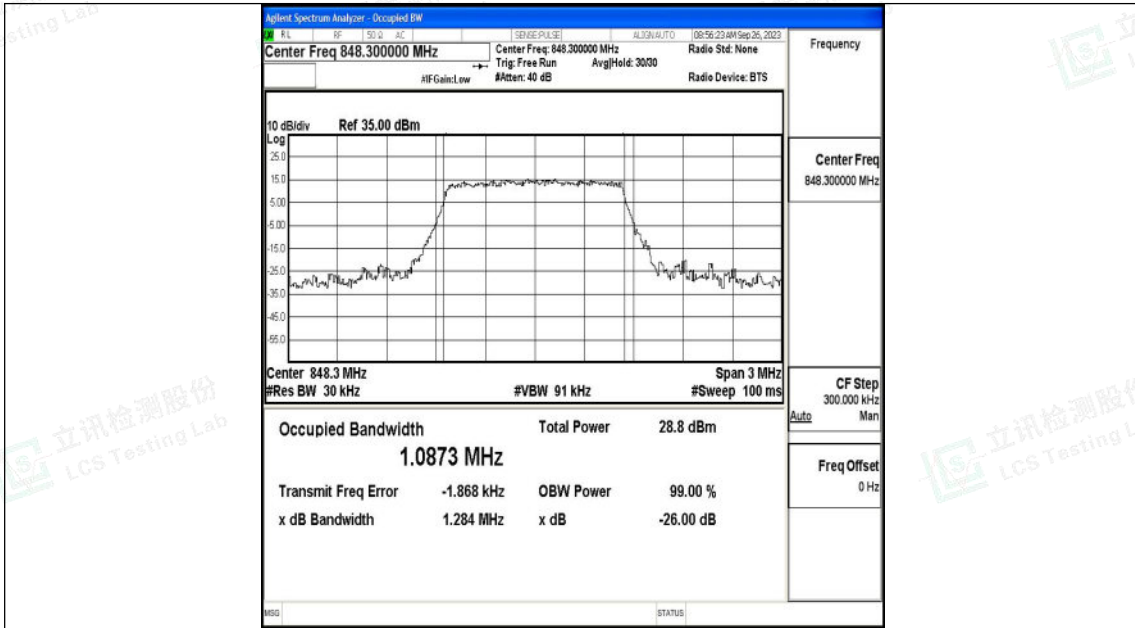 Agilent Spectrum Analyzer - Occupied BW
RL RF 50 Ω AC SENSE:PULSE ALIGNAUTO 08:56:23 AM Sep 26, 2023
Center Freq 848.300000 MHz
Center Freq: 848.300000 MHz
Radio Std: None
Trig: Free Run Avg|Hold: 30/30
#IFGain:Low #Atten: 40 dB Radio Device: BTS
Frequency
10 dB/div Ref 35.00 dBm
Log
25.0
15.0
5.00
-5.00
-15.0
-25.0
-35.0
-45.0
-55.0
Center Freq
848.300000 MHz
Center 848.3 MHz Span 3 MHz
#Res BW 30 kHz #VBW 91 kHz #Sweep 100 ms
CF Step
300.000 kHz
Auto Man
Occupied Bandwidth Total Power 28.8 dBm
1.0873 MHz
Transmit Freq Error -1.868 kHz OBW Power 99.00 %
x dB Bandwidth 1.284 MHz x dB -26.00 dB
Freq Offset
0 Hz
MSG STATUS
立讯检测股份
LCS Testing Lab
立讯检测股份
LCS Testing L
sting Lab